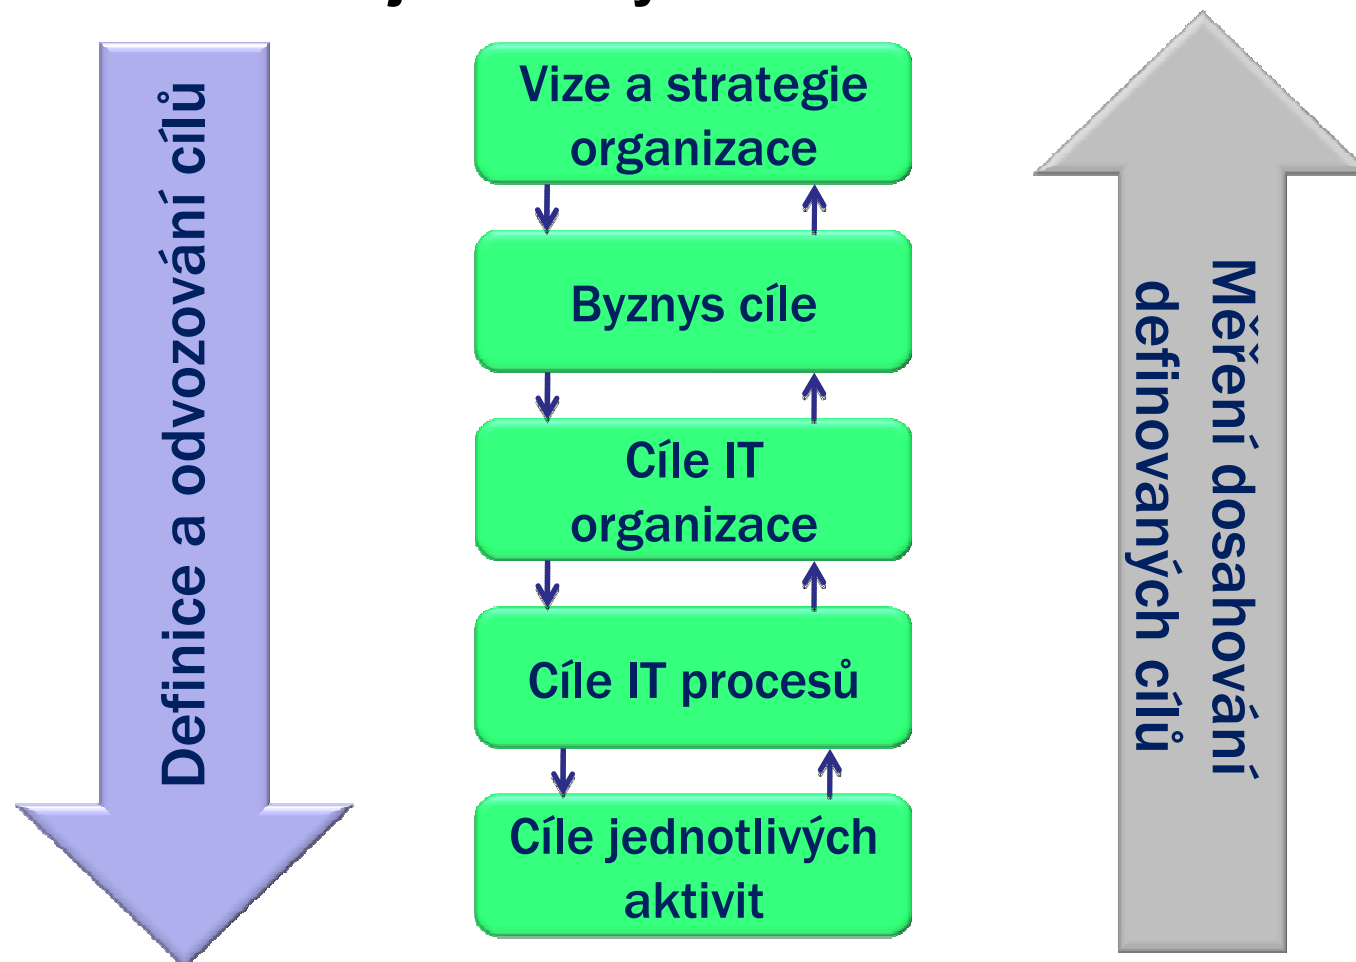 Definice a odvozování cílů
Vize a strategie
organizace
Byznys cíle
Cíle IT
organizace
Cíle IT procesů
Cíle jednotlivých
aktivit
Měření dosahování
definovaných cílů